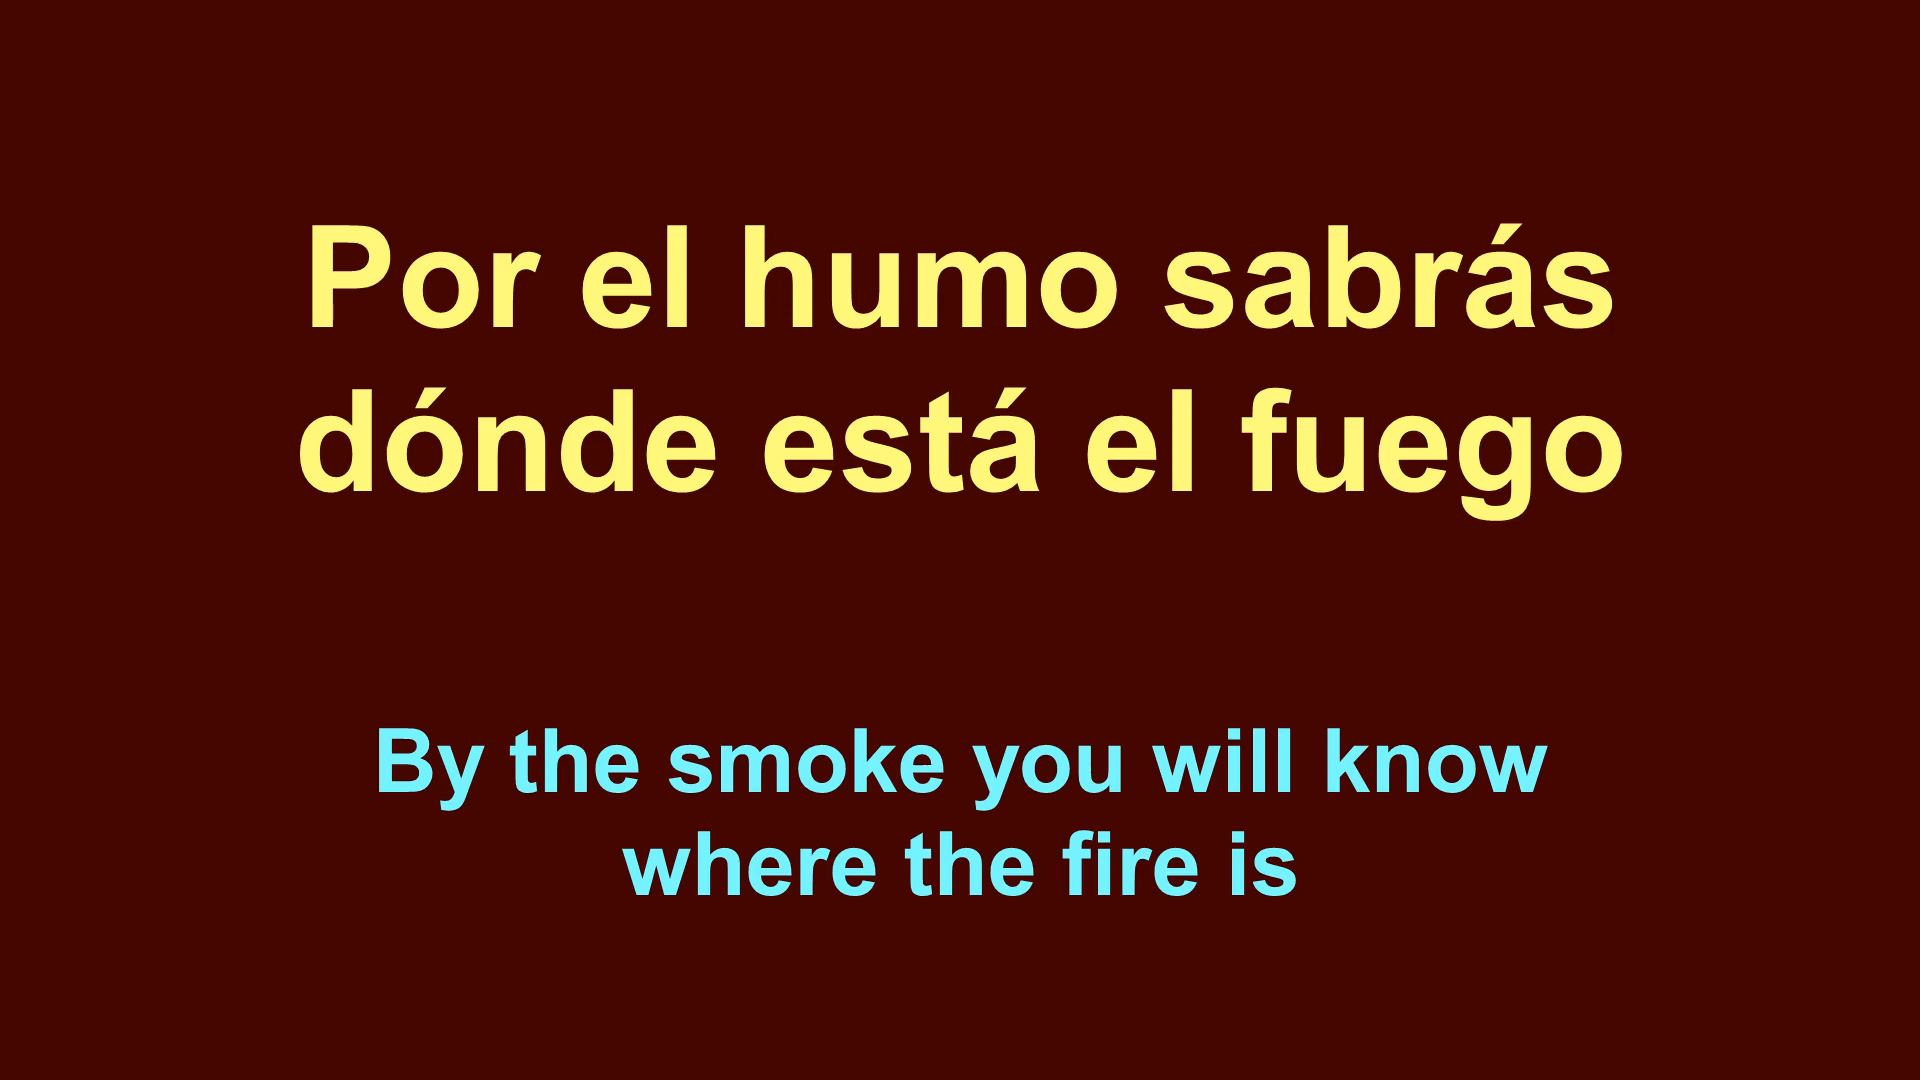 Por el humo sabrás
dónde está el fuego
By the smoke you will know
where the fire is